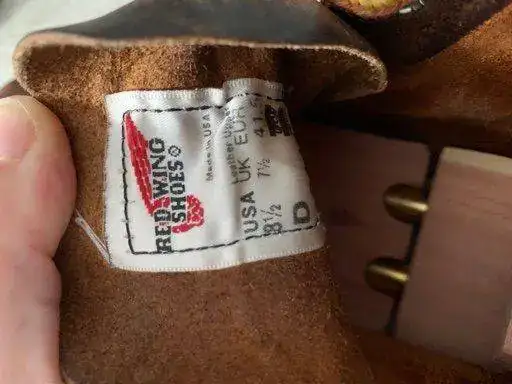 RED WING
SHOES®
Made in USA
Leather Upper
USA UK EUR
8½ 7½ 41.5
D